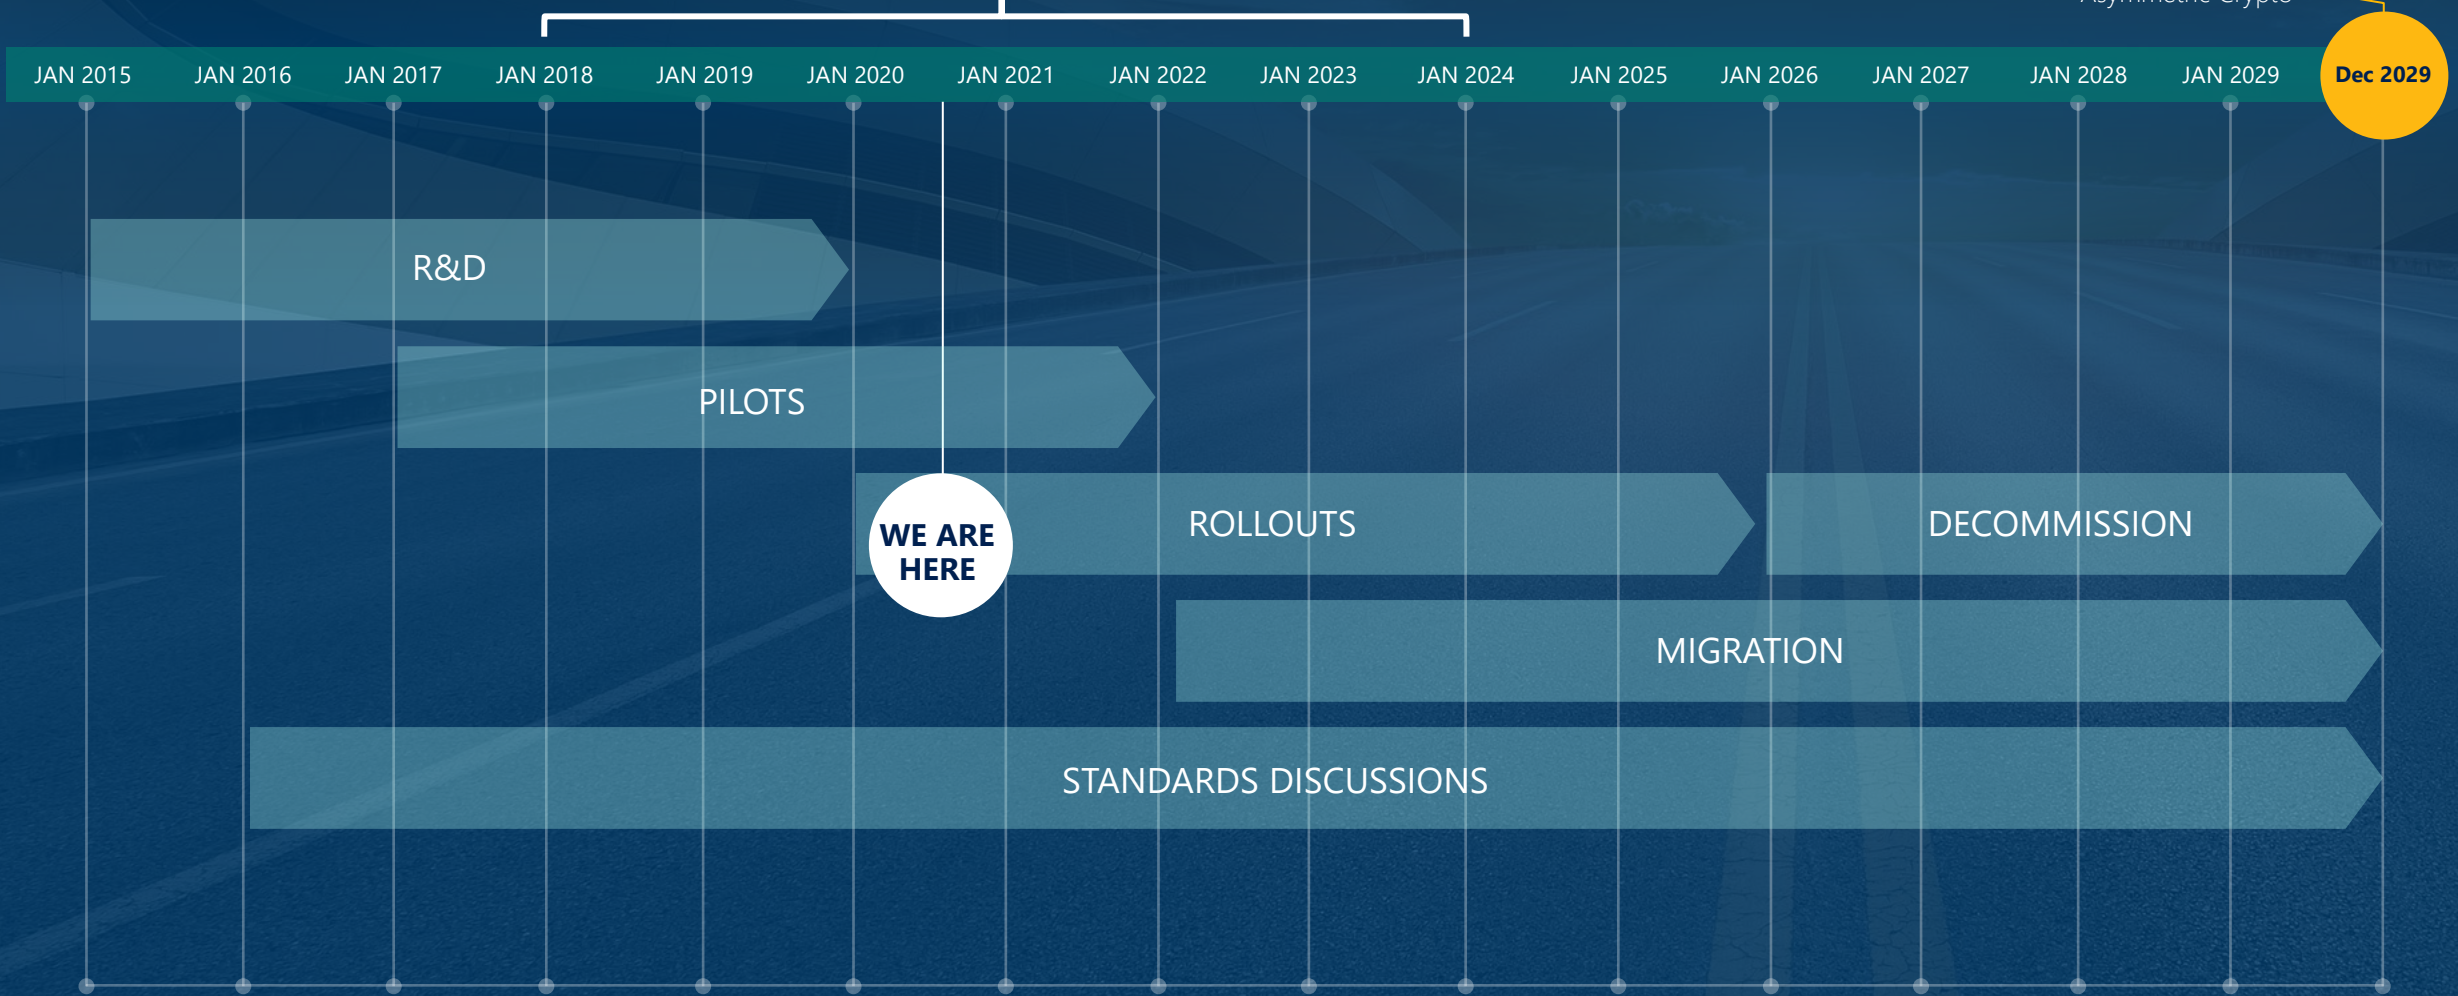 Asymmetric Crypto
JAN 2015 JAN 2016 JAN 2017 JAN 2018 JAN 2019 JAN 2020 JAN 2021 JAN 2022 JAN 2023 JAN 2024 JAN 2025 JAN 2026 JAN 2027 JAN 2028 JAN 2029 Dec 2029
R&D
PILOTS
WE ARE
HERE
ROLLOUTS DECOMMISSION
MIGRATION
STANDARDS DISCUSSIONS